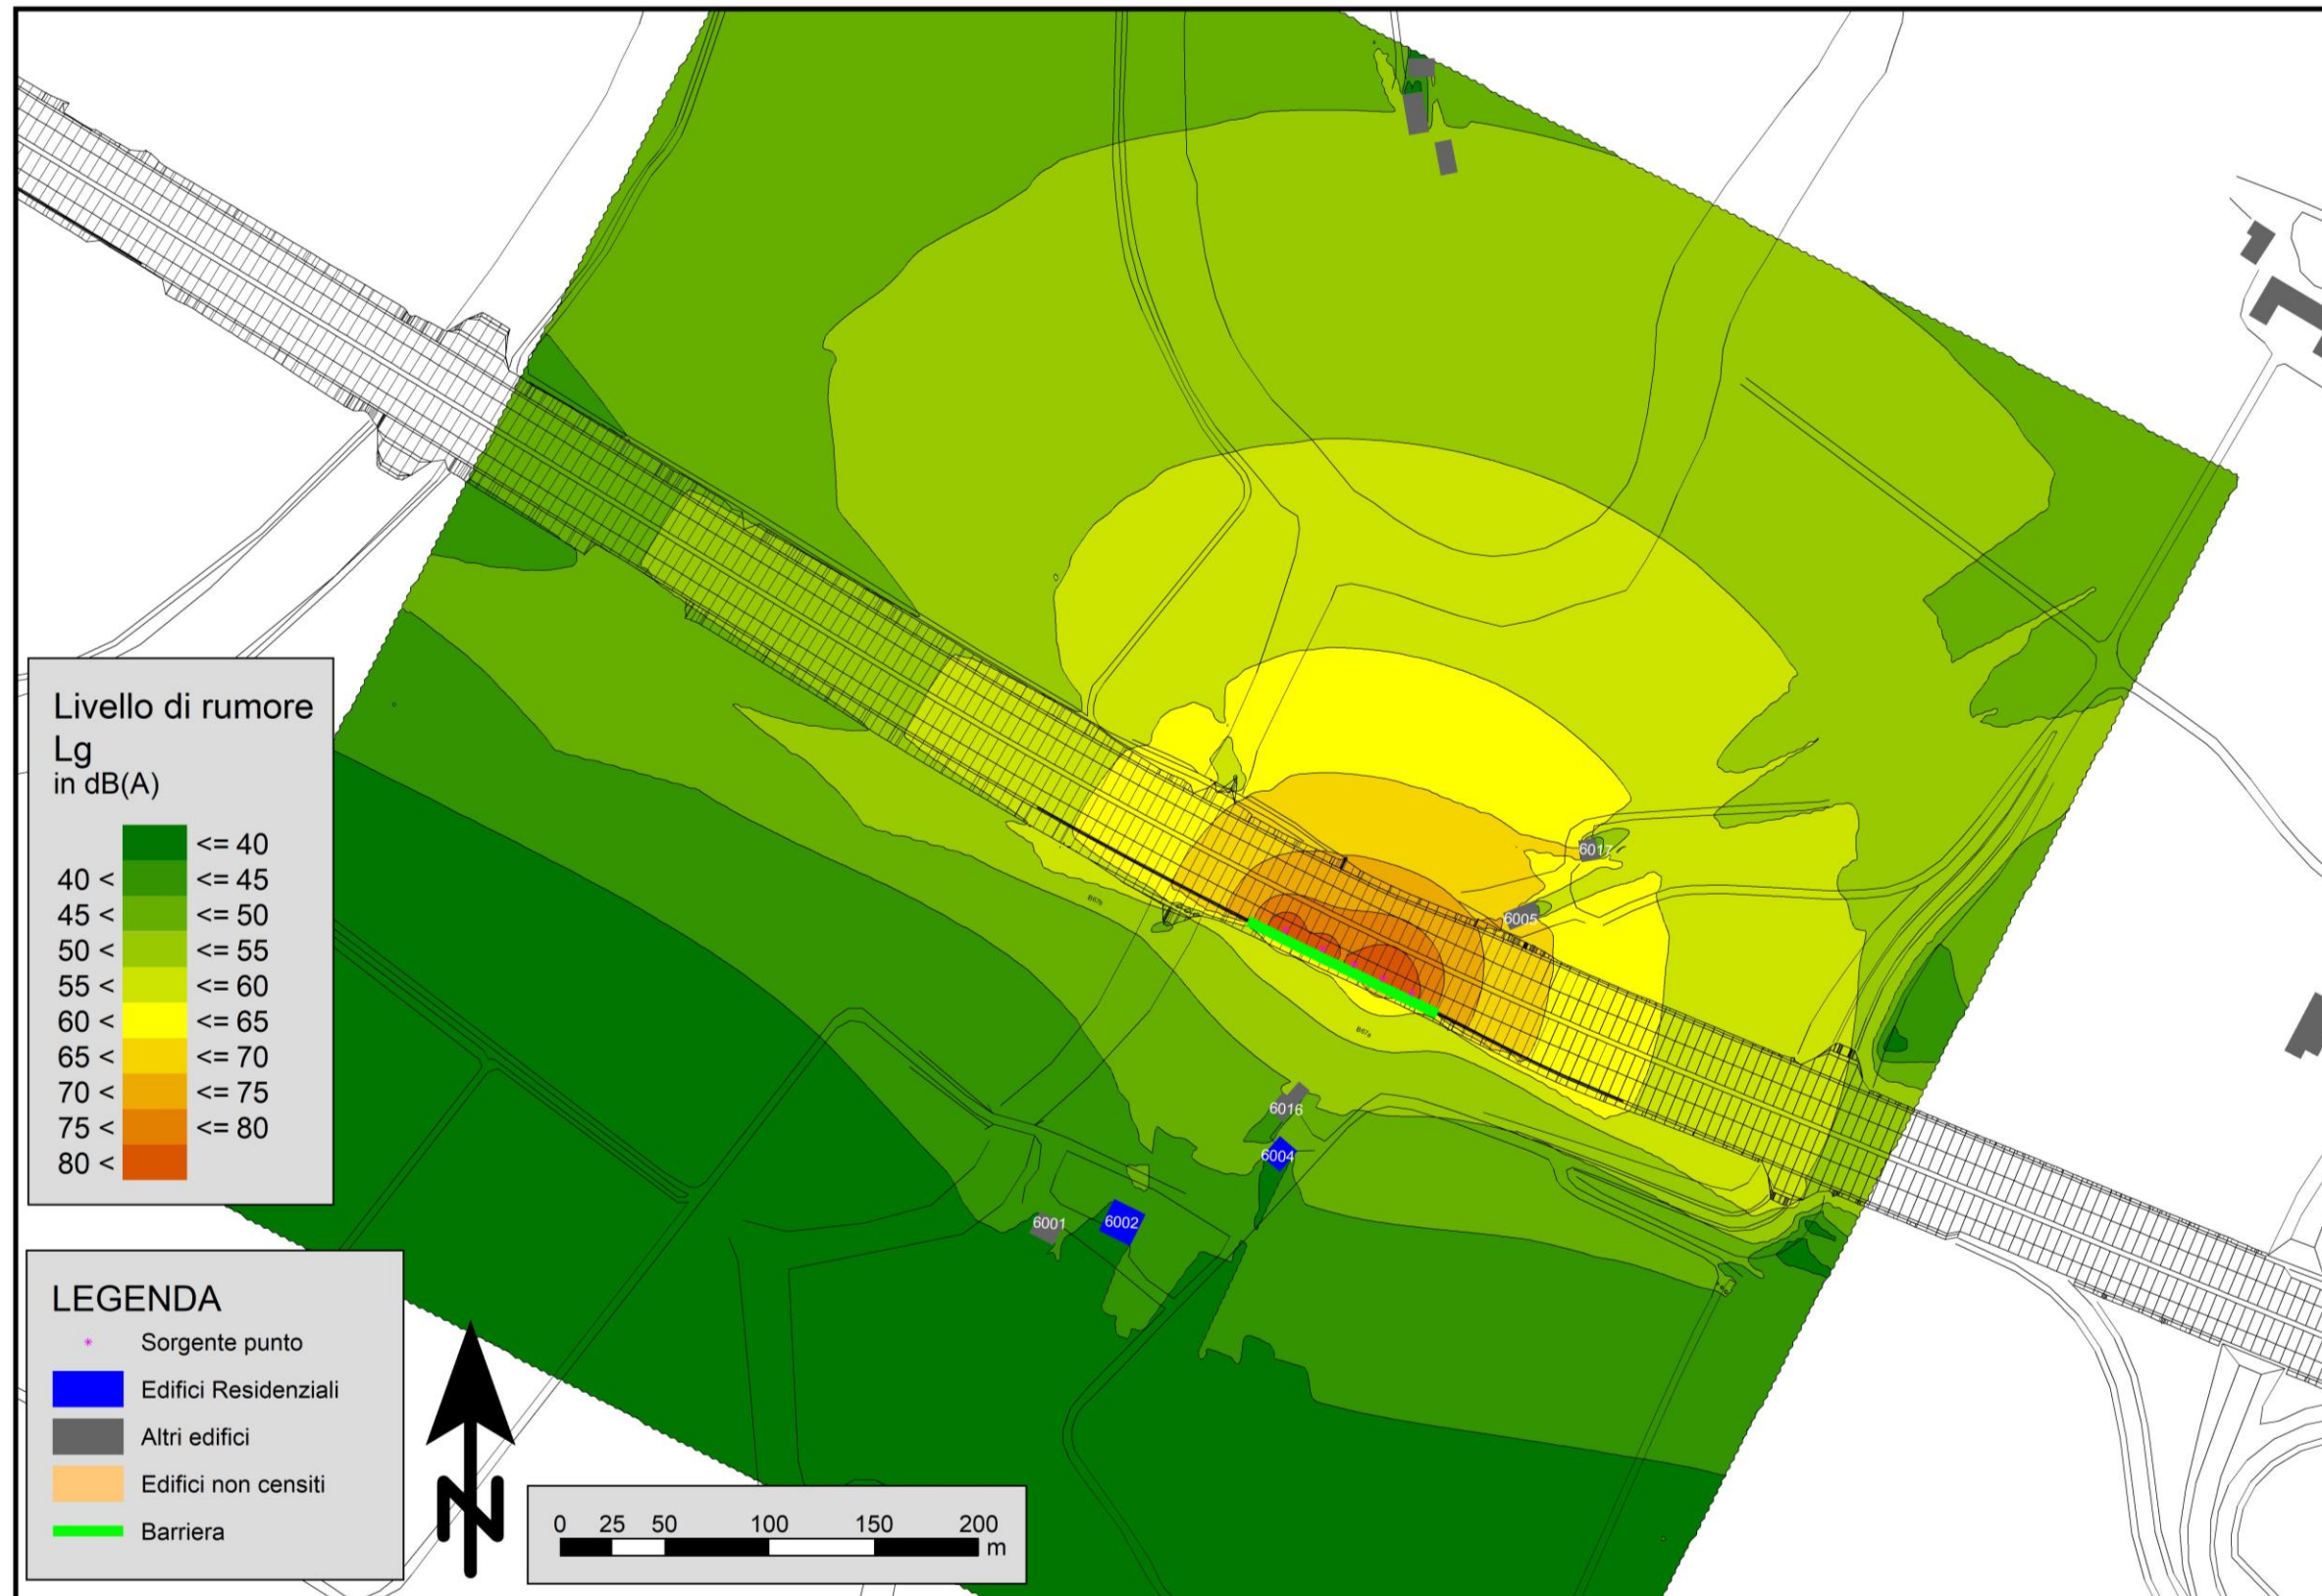 Livello di rumore
Lg
in dB(A)
<= 40
40 < <= 45
45 < <= 50
50 < <= 55
55 < <= 60
60 < <= 65
65 < <= 70
70 < <= 75
75 < <= 80
80 <
LEGENDA
Sorgente punto
Edifici Residenziali
Altri edifici
Edifici non censiti
Barriera
N
0 25 50 100 150 200
m
6017
B67b
6005
B67a
6016
6004
6001
6002